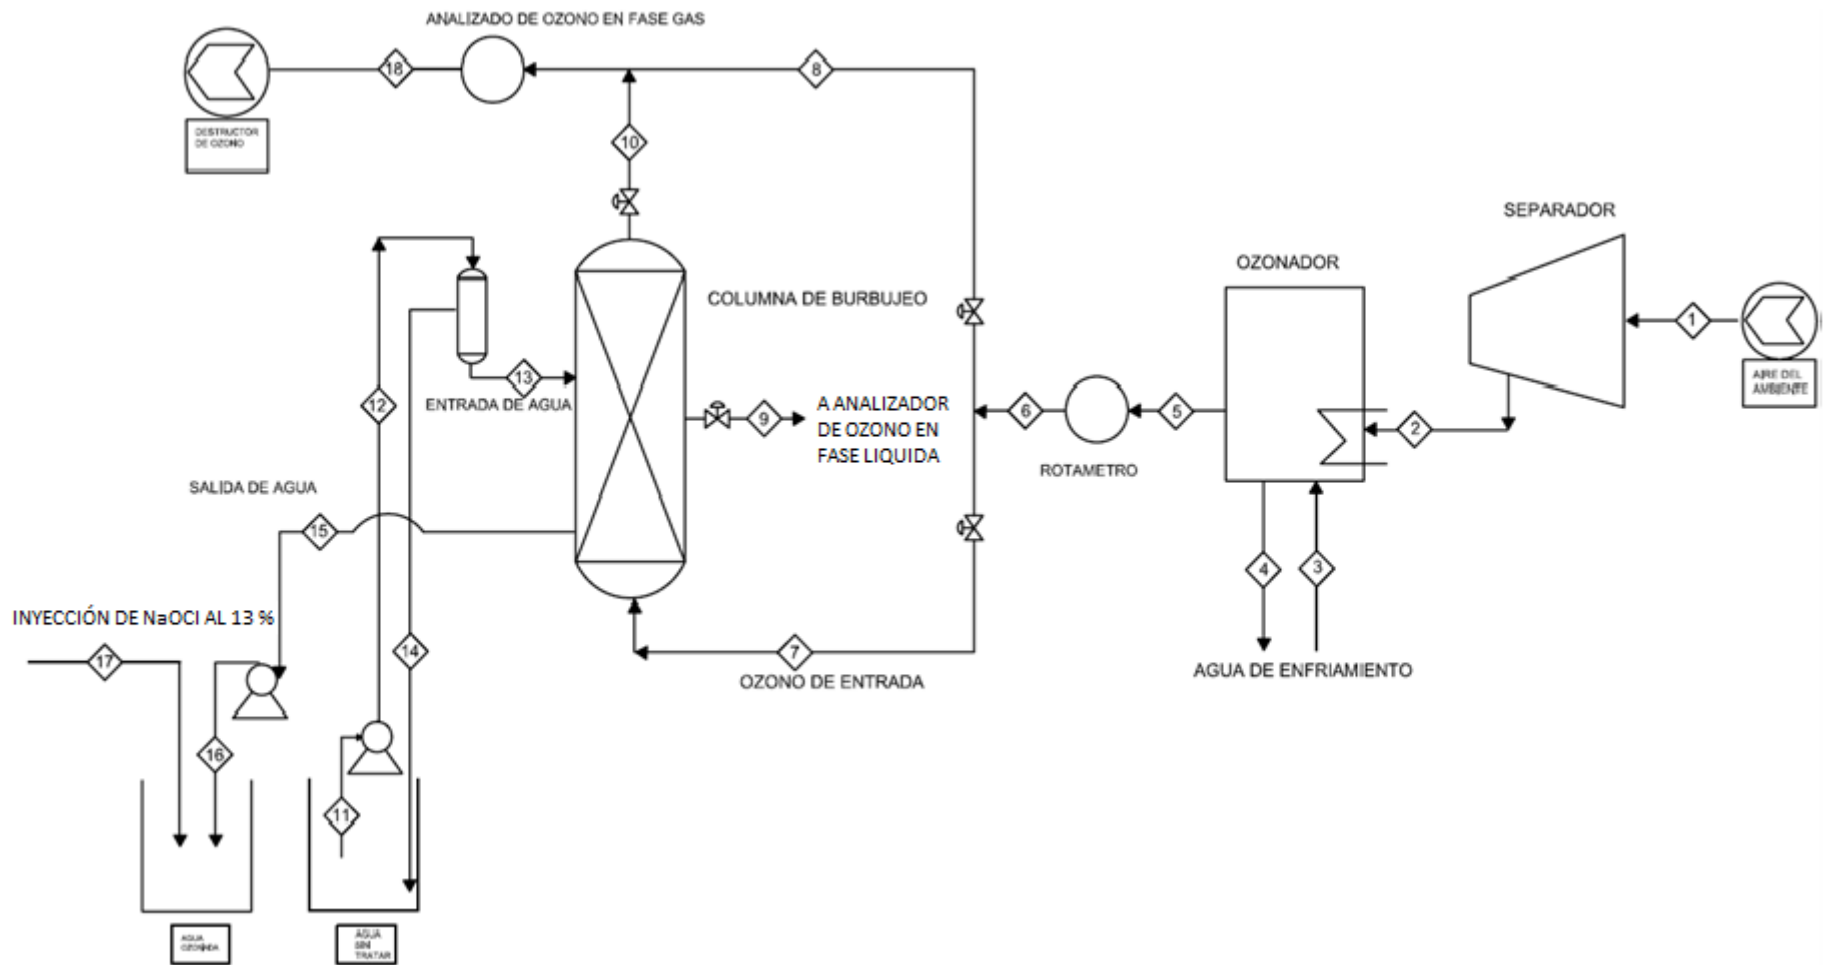 ANALIZADO DE OZONO EN FASE GAS
18
8
DESTRUCTOR
DE OZONO
10
SEPARADOR
OZONADOR
COLUMNA DE BURBUJEO
1
AIRE DEL
AMBIENTE
12
13
ENTRADA DE AGUA
9
A ANALIZADOR
DE OZONO EN
FASE LIQUIDA
6
5
2
ROTAMETRO
SALIDA DE AGUA
15
4
3
INYECCIÓN DE NaOCl AL 13 %
17
14
7
OZONO DE ENTRADA
AGUA DE ENFRIAMIENTO
16
11
AGUA
OZONADA
AGUA
SIN
TRATAR